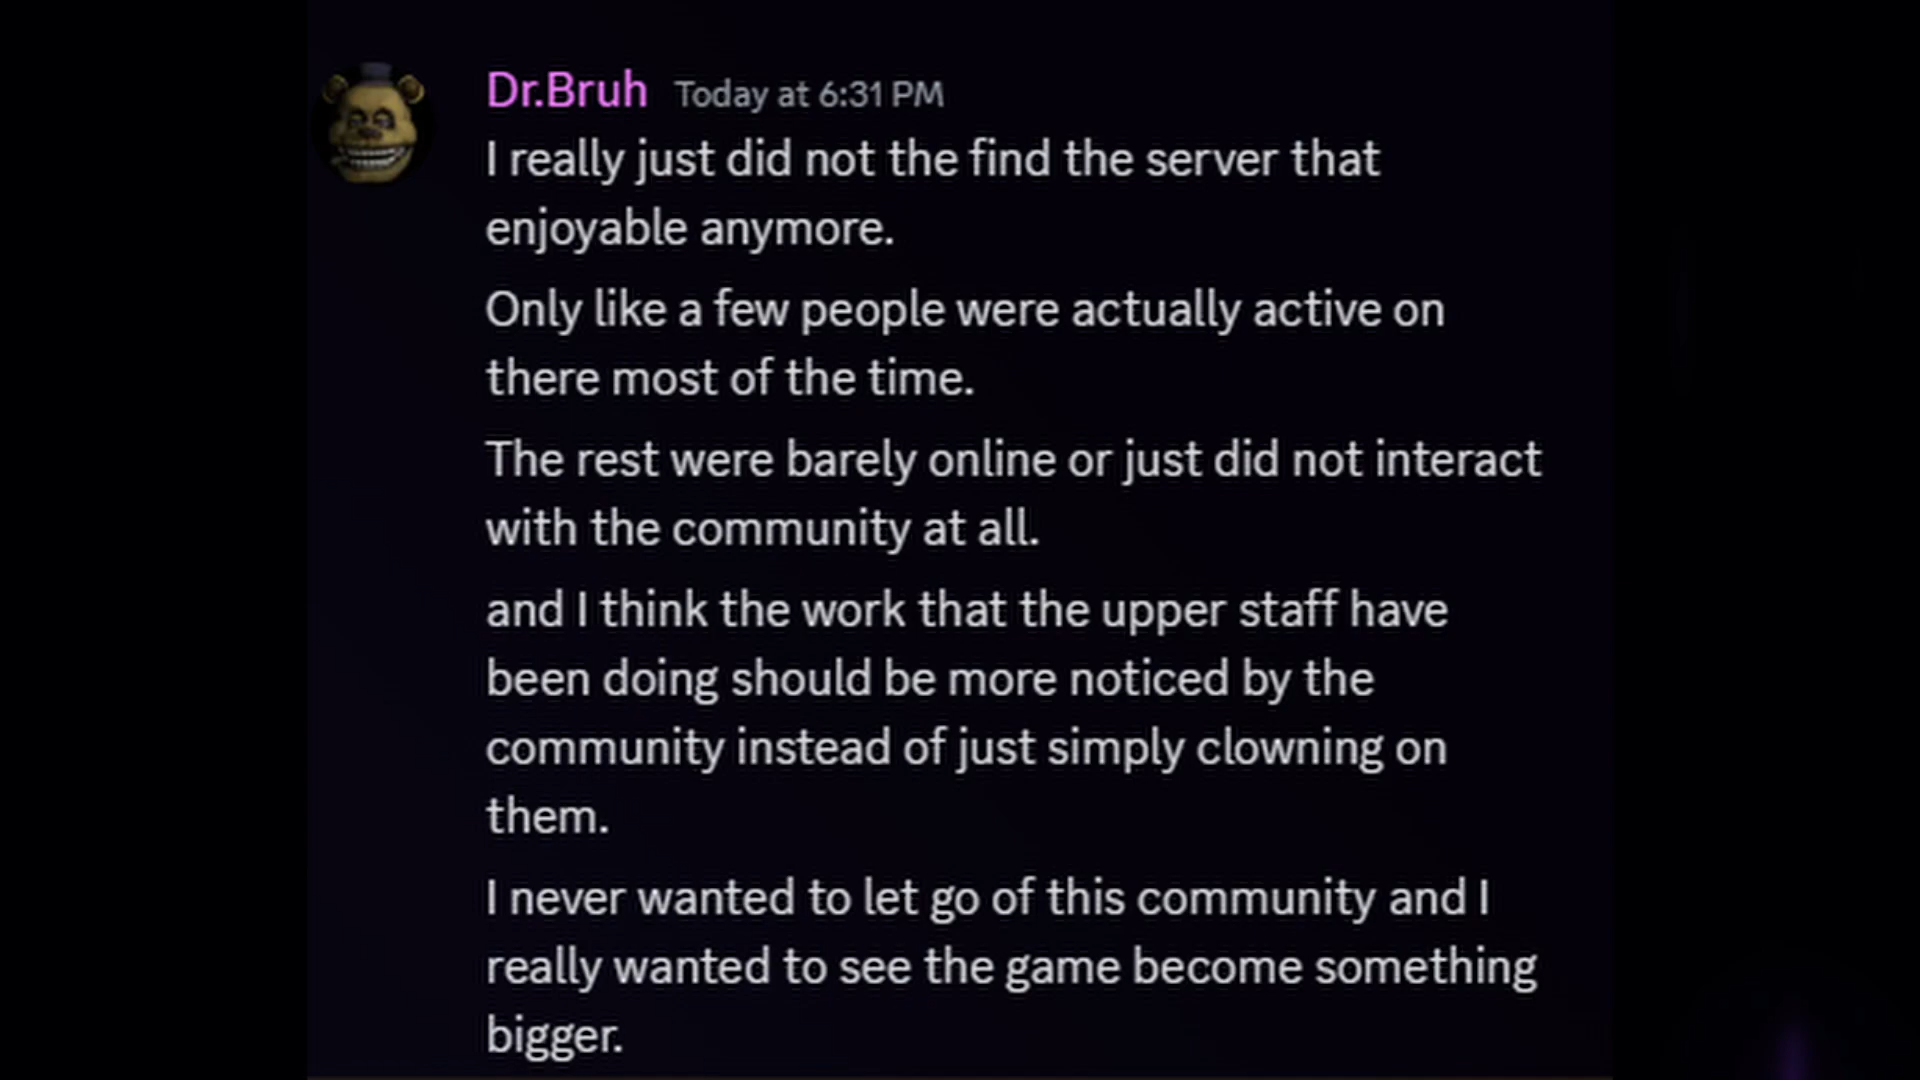 Dr.Bruh Today at 6:31 PM
I really just did not the find the server that
enjoyable anymore.
Only like a few people were actually active on
there most of the time.
The rest were barely online or just did not interact
with the community at all.
and I think the work that the upper staff have
been doing should be more noticed by the
community instead of just simply clowning on
them.
I never wanted to let go of this community and I
really wanted to see the game become something
bigger.